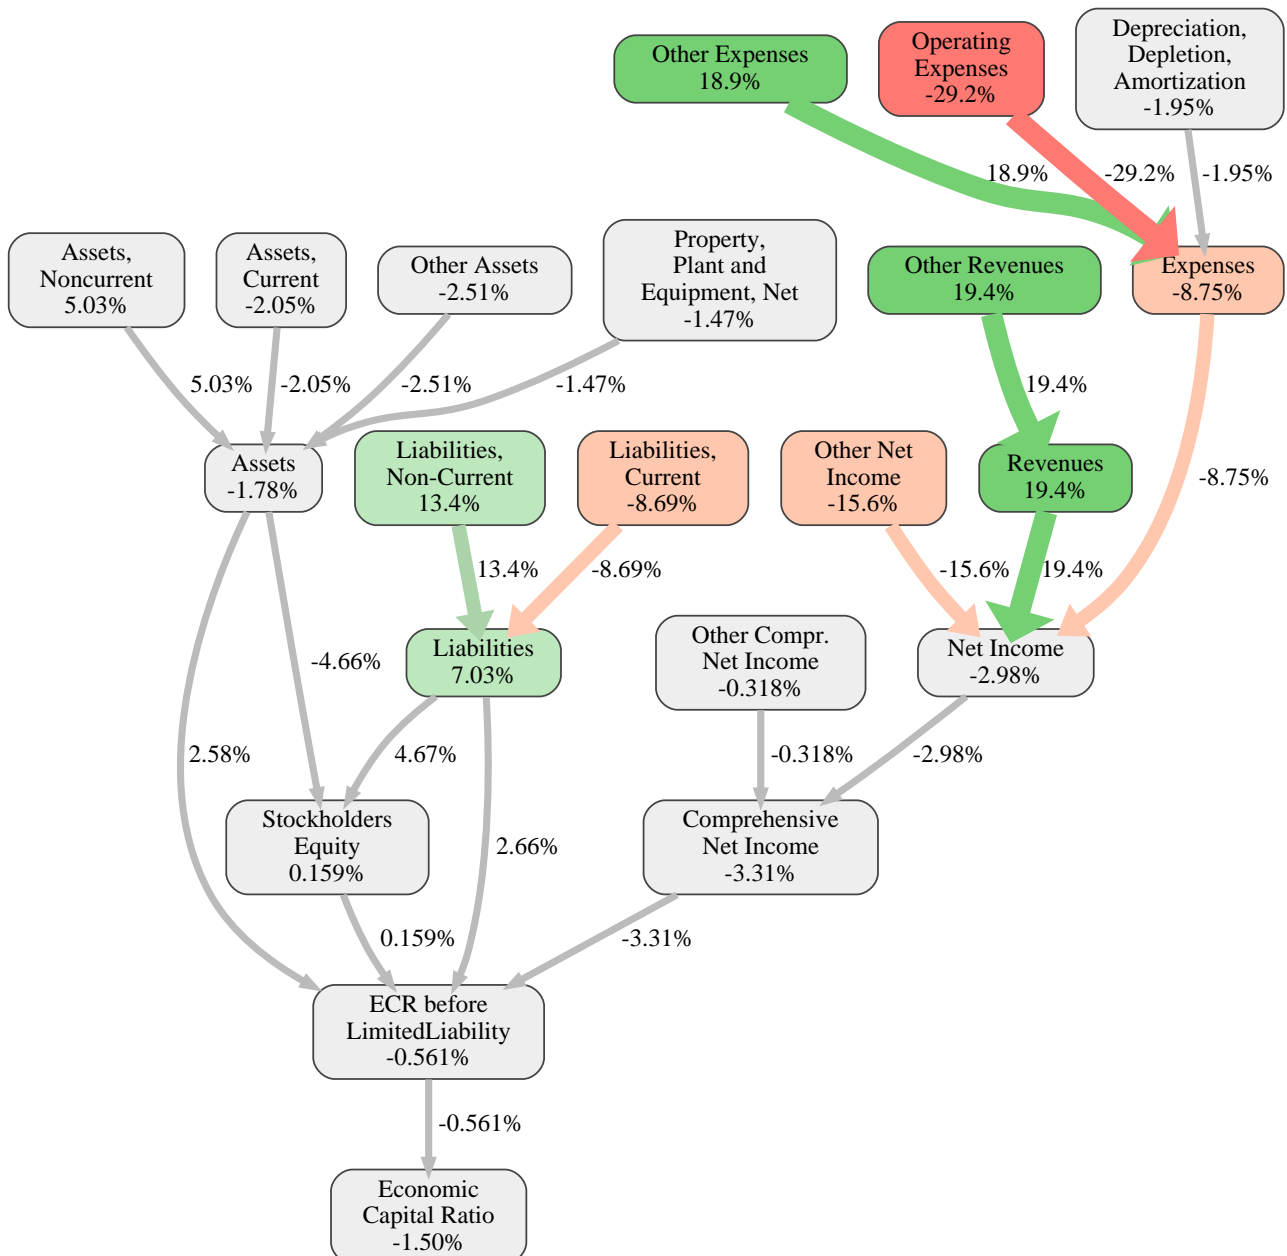 Other Expenses
18.9%
Operating
Expenses
-29.2%
Depreciation,
Depletion,
Amortization
-1.95%
18.9%
-29.2%
-1.95%
Assets,
Noncurrent
5.03%
Assets,
Current
-2.05%
Other Assets
-2.51%
Property,
Plant and
Equipment, Net
-1.47%
Other Revenues
19.4%
Expenses
-8.75%
5.03%
-2.05%
-2.51%
-1.47%
19.4%
-8.75%
Assets
-1.78%
Liabilities,
Non-Current
13.4%
Liabilities,
Current
-8.69%
Other Net
Income
-15.6%
Revenues
19.4%
13.4%
-8.69%
-15.6%
19.4%
-4.66%
Liabilities
7.03%
Other Compr.
Net Income
-0.318%
Net Income
-2.98%
2.58%
4.67%
-0.318%
-2.98%
Stockholders
Equity
0.159%
2.66%
Comprehensive
Net Income
-3.31%
0.159%
-3.31%
ECR before
LimitedLiability
-0.561%
-0.561%
Economic
Capital Ratio
-1.50%